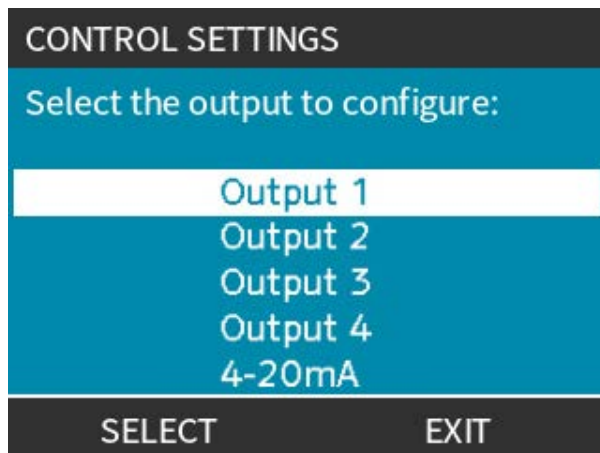 CONTROL SETTINGS
Select the output to configure:
Output 1
Output 2
Output 3
Output 4
4-20mA
SELECT EXIT